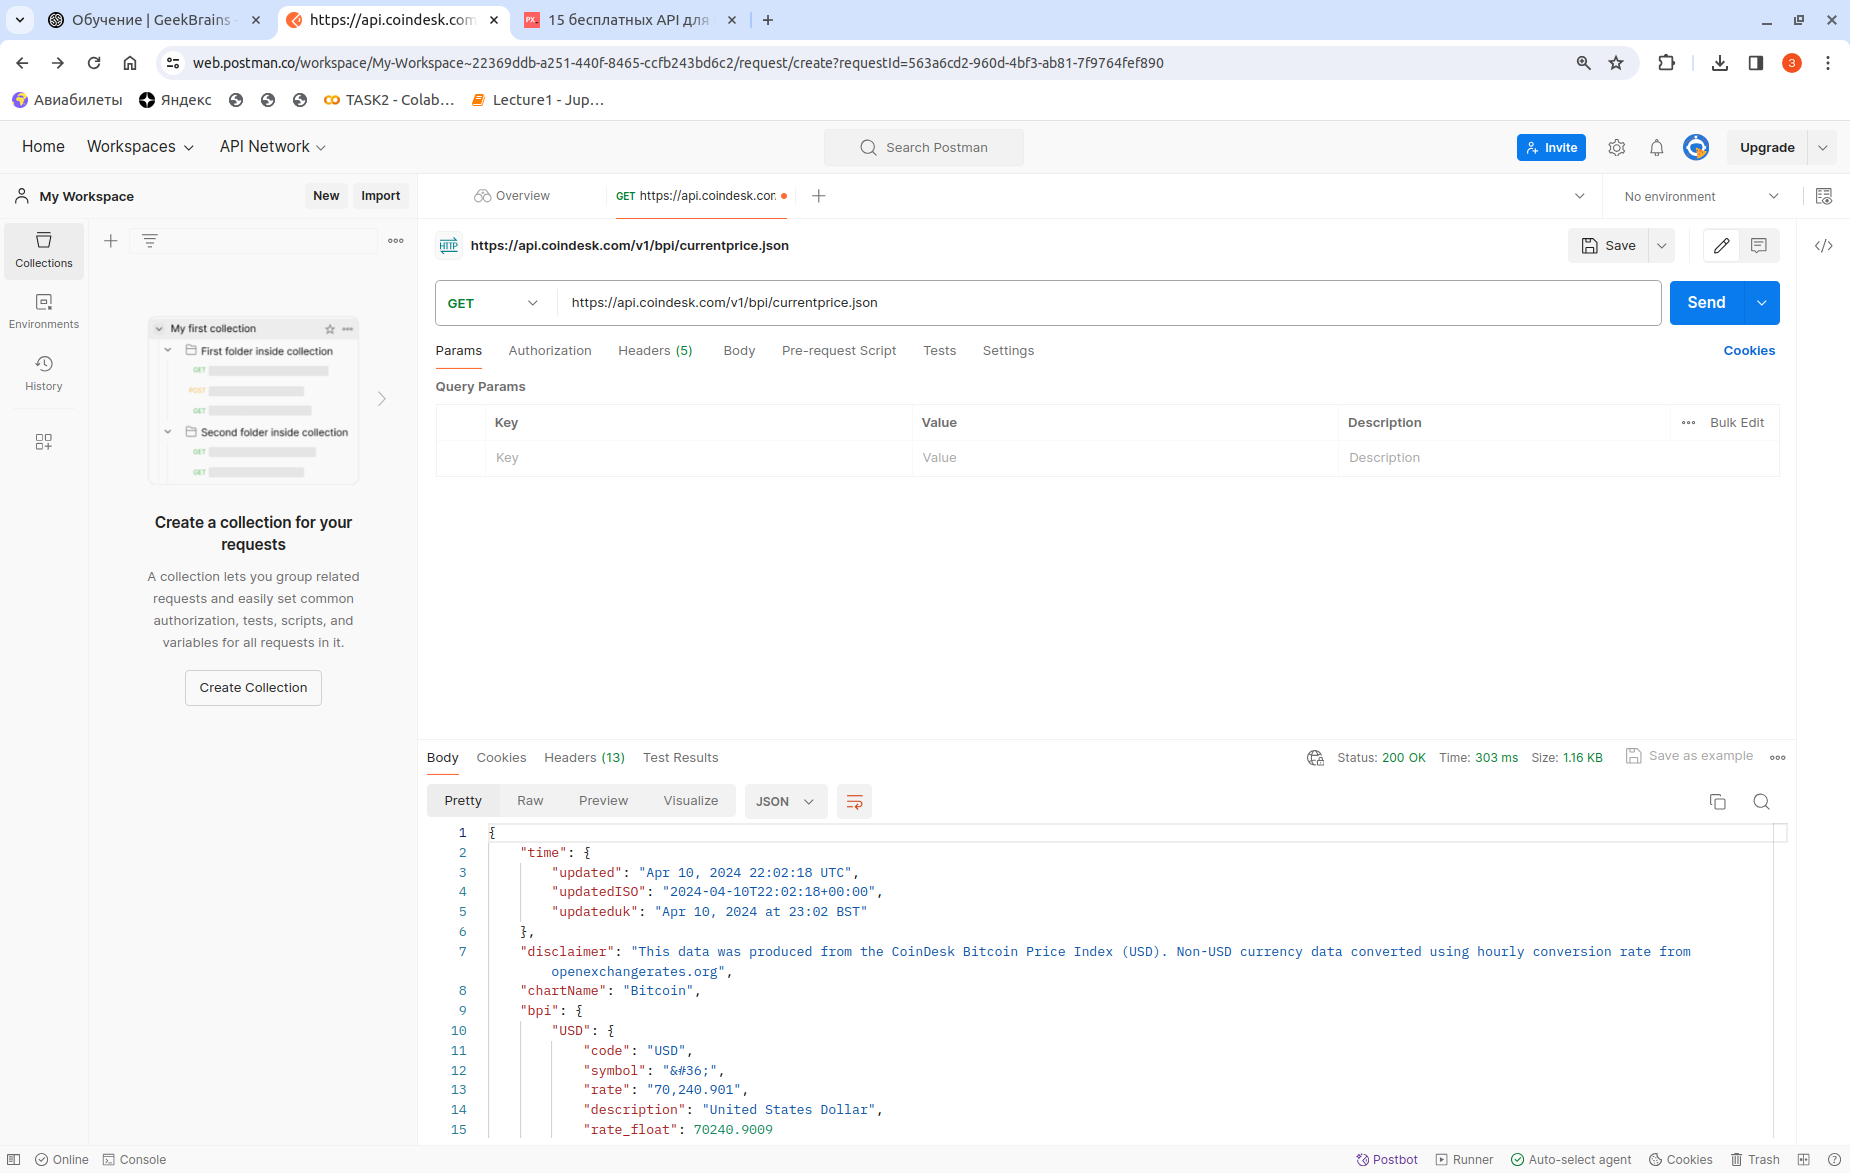 Обучение | GeekBrains
https://api.coindesk.com
15 бесплатных API для
web.postman.co/workspace/My-Workspace~22369ddb-a251-440f-8465-ccfb243bd6c2/request/create?requestId=563a6cd2-960d-4bf3-ab81-7f9764fef890
3
Авиабилеты
Яндекс
TASK2 - Colab…
Lecture1 - Jup…
Home
Workspaces
API Network
Search Postman
Invite
Upgrade
My Workspace
New
Import
Overview
GET https://api.coindesk.cor
No environment
Collections
Environments
History
My first collection
First folder inside collection
GET
POST
GET
Second folder inside collection
GET
GET
Create a collection for your
requests
A collection lets you group related
requests and easily set common
authorization, tests, scripts, and
variables for all requests in it.
Create Collection
HTTP
https://api.coindesk.com/v1/bpi/currentprice.json
Save
</>
GET
https://api.coindesk.com/v1/bpi/currentprice.json
Send
Params
Authorization
Headers (5)
Body
Pre-request Script
Tests
Settings
Cookies
Query Params
Key
Value
Description
Bulk Edit
Key
Value
Description
Body
Cookies
Headers (13)
Test Results
Status: 200 OK
Time: 303 ms
Size: 1.16 KB
Save as example
Pretty
Raw
Preview
Visualize
JSON
1 {
2 "time": {
3 "updated": "Apr 10, 2024 22:02:18 UTC",
4 "updatedISO": "2024-04-10T22:02:18+00:00",
5 "updateduk": "Apr 10, 2024 at 23:02 BST"
6 },
7 "disclaimer": "This data was produced from the CoinDesk Bitcoin Price Index (USD). Non-USD currency data converted using hourly conversion rate from
openexchangerates.org",
8 "chartName": "Bitcoin",
9 "bpi": {
10 "USD": {
11 "code": "USD",
12 "symbol": "&#36;",
13 "rate": "70,240.901",
14 "description": "United States Dollar",
15 "rate_float": 70240.9009
Online
Console
Postbot
Runner
Auto-select agent
Cookies
Trash